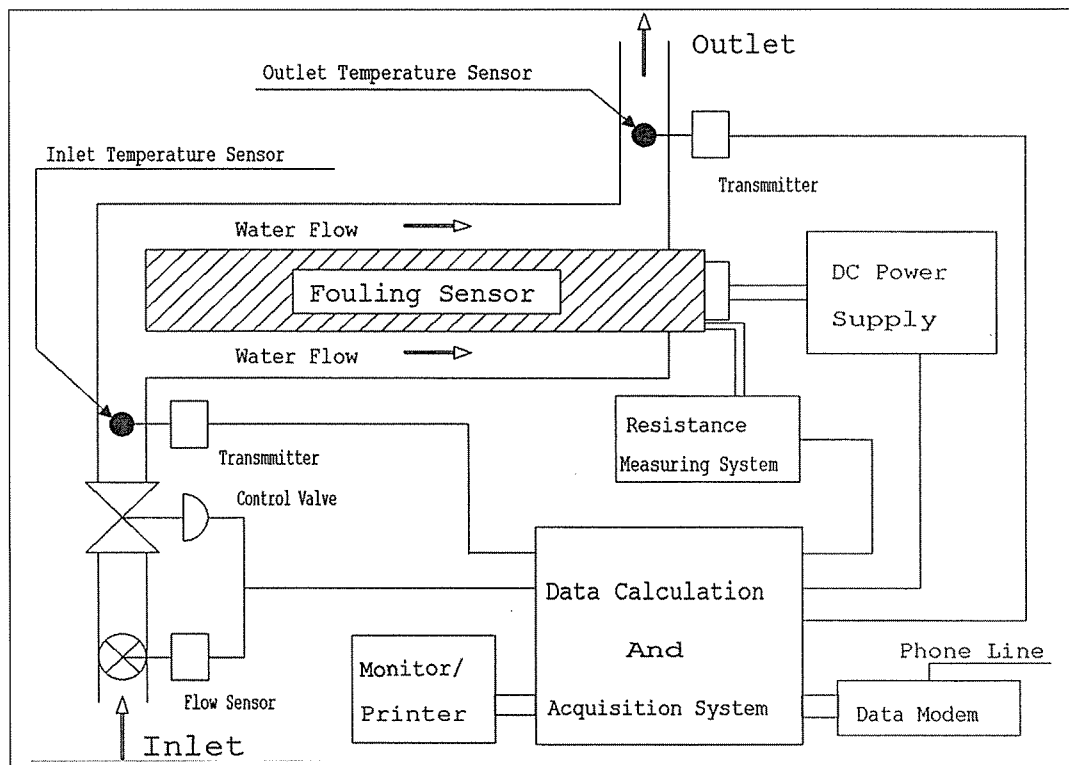 Outlet
Outlet Temperature Sensor
Inlet Temperature Sensor
Transmmitter
Water Flow
DC Power
Supply
Fouling Sensor
Water Flow
Resistance
Measuring System
Transmmitter
Control Valve
Data Calculation
And
Acquisition System
Phone Line
Monitor/
Printer
Flow Sensor
Data Modem
Inlet